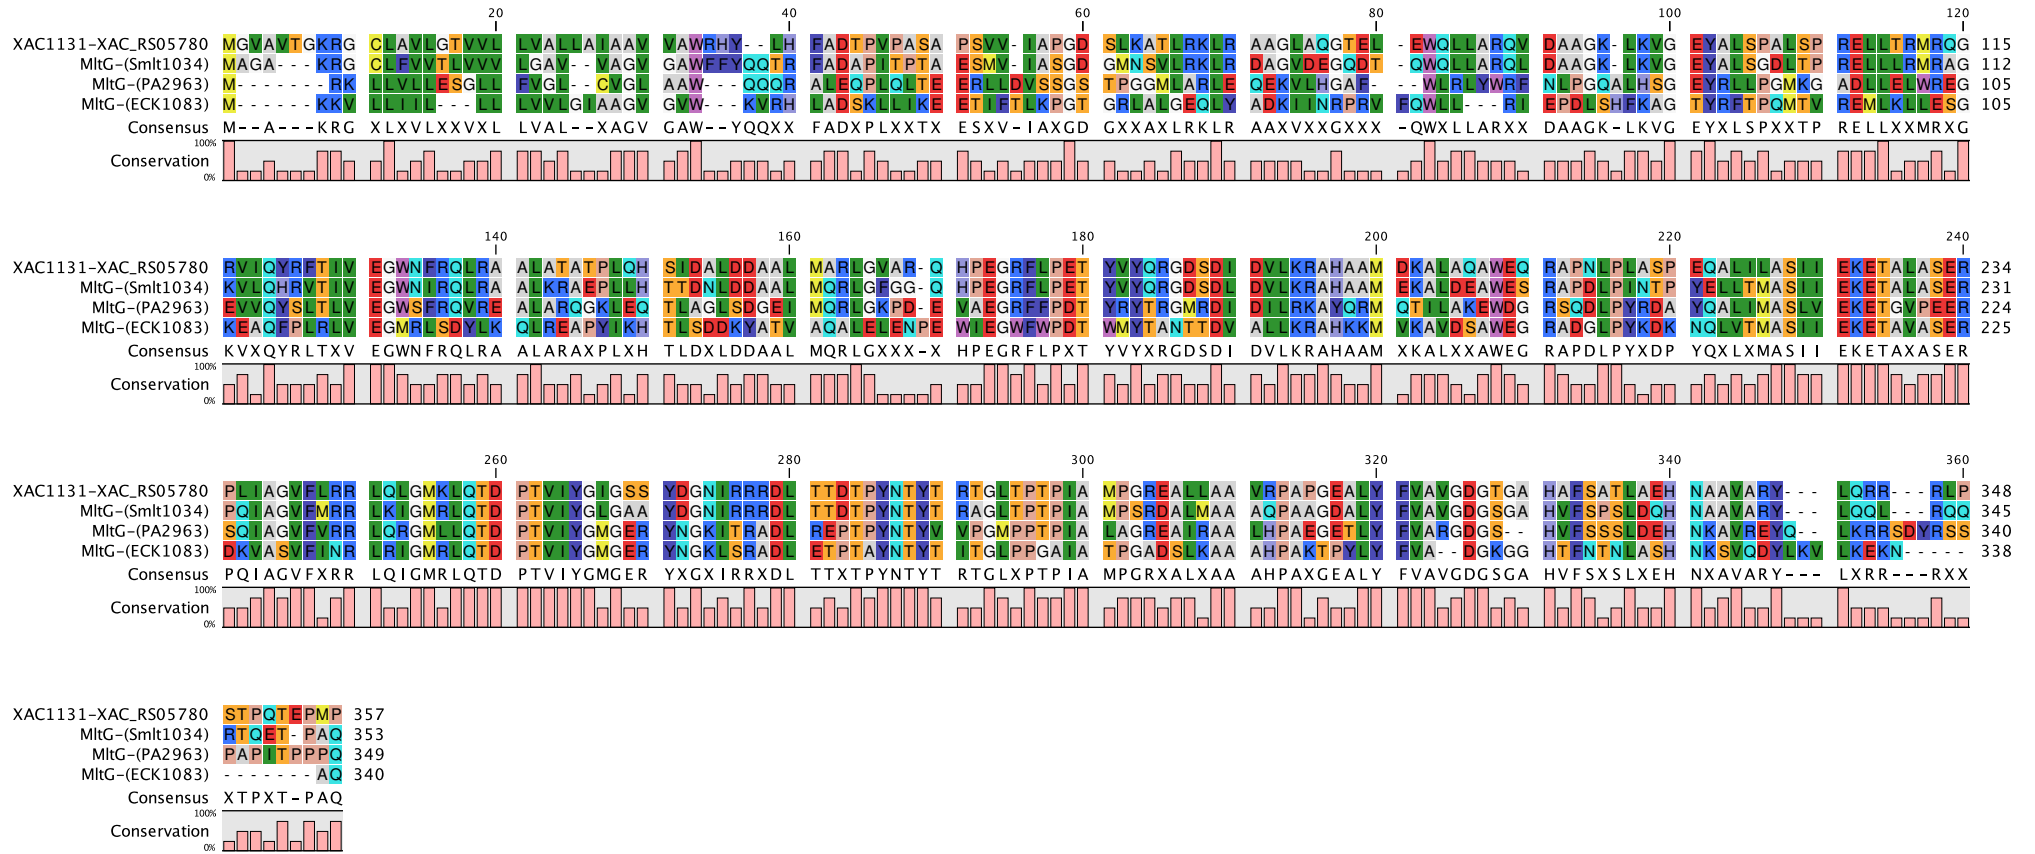 20 40 60 80 100 120
XAC1131-XAC_RS05780 MGVAVTGKRG CLAVLGTVVL LVALLAIAAV VAWRHY--LH FADTPVPASA PSVV-IAPGD SLKATLRKLR AAGLAQGTEL -EWQLLARQV DAAGK-LKVG EYALSPALSP RELLTRMRQG 115
MltG-(Smlt1034) MAGA---KRG CLFVVTLVVV LGAV--VAGV GAWFFYQQTR FADAPITPTA ESMV-IASGD GMNSVLRKLR DAGVDEGQDT -QWQLLARQL DAAGK-LKVG EYALSGDLTP RELLLRMRAG 112
MltG-(PA2963) M-------RK LLVLLESGLL FVGL--CVGL AAW---QQQR ALEQPLQLTE ERLLDVSSGS TPGGMLARLE QEKVLHGAF- --WLRLYWRF NLPGQALHSG EYRLLPGMKG ADLLELWREG 105
MltG-(ECK1083) M------KKV LLIIL---LL LVVLGIAAGV GVW---KVRH LADSKLLIKE ETIFTLKPGT GRLALGEQLY ADKIINRPRV FQWLL---RI EPDLSHFKAG TYRFTPQMTV REMLKLLESG 105
Consensus M--A---KRG XLXVLXXVXL LVAL--XAGV GAW--YQQXX FADXPLXXTX ESXV-IAXGD GXXAXLRKLR AAXVXXGXXX -QWXLLARXX DAAGK-LKVG EYXLSPXXTP RELLXXMRXG
100%
Conservation
0%
140 160 180 200 220 240
XAC1131-XAC_RS05780 RVIQYRFTIV EGWNFRQLRA ALATATPLQH SIDALDDAAL MARLGVAR-Q HPEGRFLPET YVYQRGDSDI DVLKRAHAAM DKALAQAWEQ RAPNLPLASP EQALILASII EKETALASER 234
MltG-(Smlt1034) KVLQHRVTIV EGWNIRQLRA ALKRAEPLLH TTDNLDDAAL MQRLGFGG-Q HPEGRFLPET YVYQRGDSDL DVLKRAHAAM EKALDEAWES RAPDLPINTP YELLTMASII EKETALASER 231
MltG-(PA2963) EVVQYSLTLV EGWSFRQVRE ALARQGKLEQ TLAGLSDGEI MQRLGKPD-E VAEGRFFPDT YRYTRGMRDI DILRKAYQRM QTILAKEWDG RSQDLPYRDA YQALIMASLV EKETGVPEER 224
MltG-(ECK1083) KEAQFPLRLV EGMRLSDYLK QLREAPYIKH TLSDDKYATV AQALELENPE WIEGWFWPDT WMYTANTTDV ALLKRAHKKM VKAVDSAWEG RADGLPYKDK NQLVTMASII EKETAVASER 225
Consensus KVXQYRLTXV EGWNFRQLRA ALARAXPLXH TLDXLDDAAL MQRLGXXX-X HPEGRFLPXT YVYXRGDSDI DVLKRAHAAM XKALXXAWEG RAPDLPYXDP YQXLXMASII EKETAXASER
100%
Conservation
0%
260 280 300 320 340 360
XAC1131-XAC_RS05780 PLIAGVFLRR LQLGMKLQTD PTVIYGIGSS YDGNIRRRDL TTDTPYNTYT RTGLTPTPIA MPGREALLAA VRPAPGEALY FVAVGDGTGA HAFSATLAEH NAAVARY--- LQRR---RLP 348
MltG-(Smlt1034) PQIAGVFMRR LKIGMRLQTD PTVIYGLGAA YDGNIRRRDL TTDTPYNTYT RAGLTPTPIA MPSRDALMAA AQPAAGDALY FVAVGDGSGA HVFSPSLDQH NAAVARY--- LQQL---RQQ 345
MltG-(PA2963) SQIAGVFVRR LQRGMLLQTD PTVIYGMGER YNGKITRADL REPTPYNTYV VPGMPPTPIA LAGREAIRAA LHPAEGETLY FVARGDGS-- HVFSSSLDEH NKAVREYQ-- LKRRSDYRSS 340
MltG-(ECK1083) DKVASVFINR LRIGMRLQTD PTVIYGMGER YNGKLSRADL ETPTAYNTYT ITGLPPGAIA TPGADSLKAA AHPAKTPYLY FVA--DGKGG HTFNTNLASH NKSVQDYLKV LKEKN----- 338
Consensus PQIAGVFXRR LQIGMRLQTD PTVIYGMGER YXGXIRRXDL TTXTPYNTYT RTGLXPTPIA MPGRXALXAA AHPAXGEALY FVAVGDGSGA HVFSXSLXEH NXAVARY--- LXRR---RXX
100%
Conservation
0%
XAC1131-XAC_RS05780 STPQTEPMP 357
MltG-(Smlt1034) RTQET-PAQ 353
MltG-(PA2963) PAPITPPPQ 349
MltG-(ECK1083) -------AQ 340
Consensus XTPXT-PAQ
100%
Conservation
0%